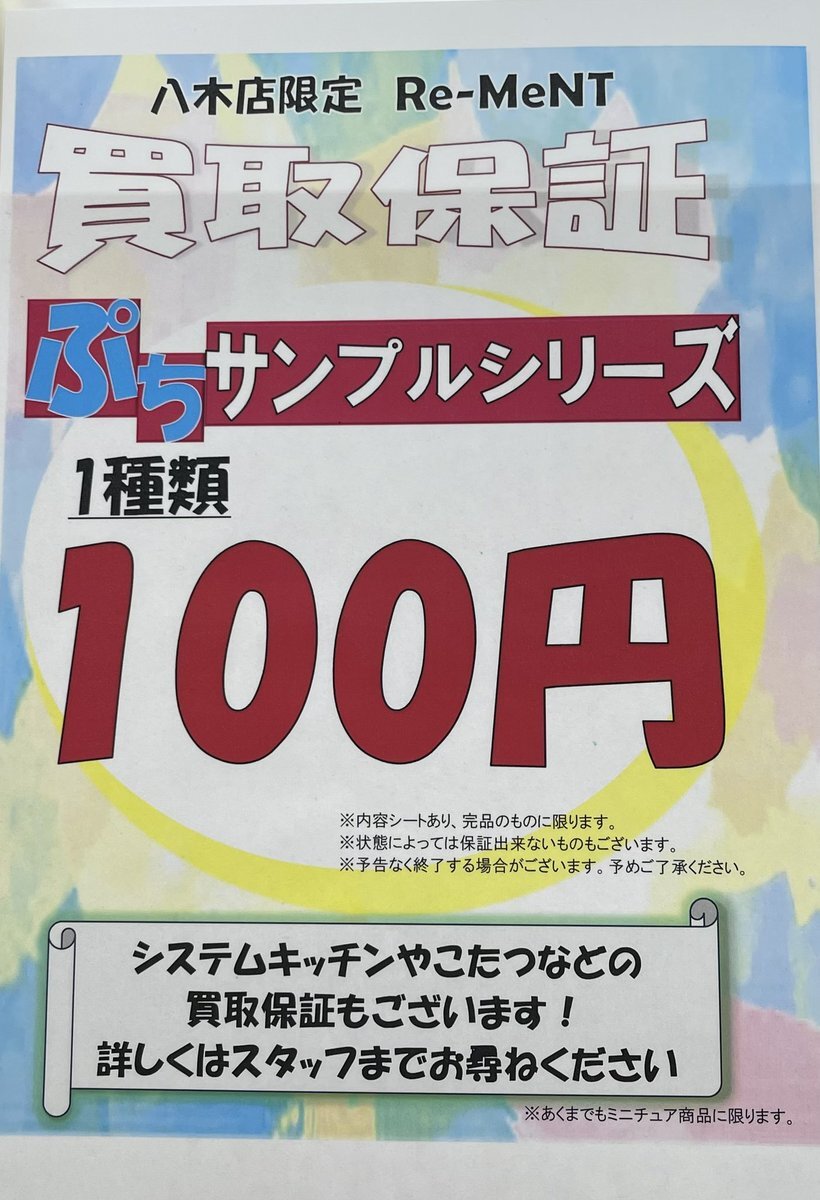 八木店限定 Re-MeNT
買取保証
ぷちサンプルシリーズ
1種類
100円
※内容シートあり、完品のものに限ります。
※状態によっては保証出来ないものもございます。
※予告なく終了する場合がございます。予めご了承ください。
システムキッチンやこたつなどの
買取保証もございます！
詳しくはスタッフまでお尋ねください
※あくまでもミニチュア商品に限ります。